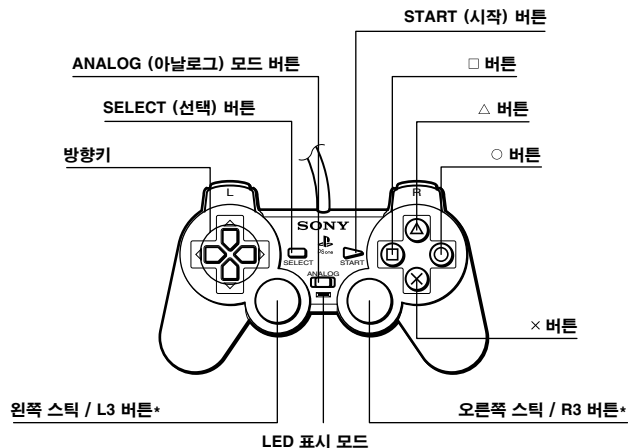 START (시작) 버튼
ANALOG (아날로그) 모드 버튼
□ 버튼
SELECT (선택) 버튼
△ 버튼
방향키
○ 버튼
L
R
SONY
PS one
SELECT
START
ANALOG
× 버튼
왼쪽 스틱 / L3 버튼*
오른쪽 스틱 / R3 버튼*
LED 표시 모드